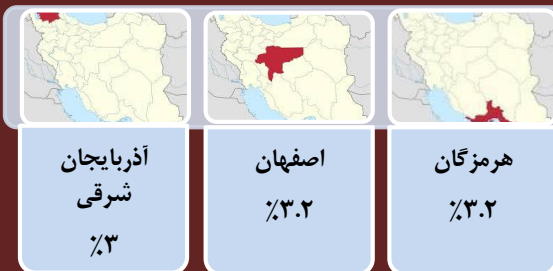 هرمزگان
٪۳.۲
اصفهان
٪۳.۲
آذربایجان
شرقی
٪۳